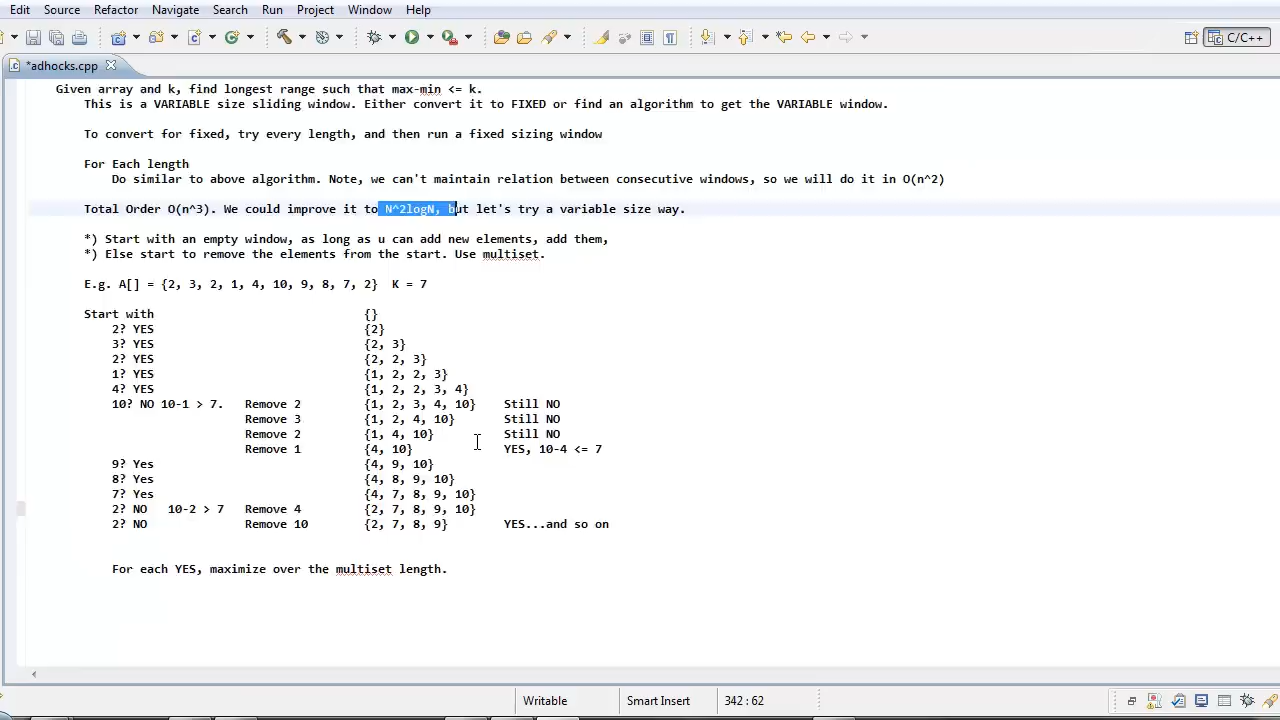 Edit Source Refactor Navigate Search Run Project Window Help
C/C++
*adhocks.cpp
Given array and k, find longest range such that max-min <= k.
This is a VARIABLE size sliding window. Either convert it to FIXED or find an algorithm to get the VARIABLE window.
To convert for fixed, try every length, and then run a fixed sizing window
For Each length
Do similar to above algorithm. Note, we can't maintain relation between consecutive windows, so we will do it in O(n^2)
Total Order O(n^3). We could improve it to N^2logN, but let's try a variable size way.
*) Start with an empty window, as long as u can add new elements, add them,
*) Else start to remove the elements from the start. Use multiset.
E.g. A[] = {2, 3, 2, 1, 4, 10, 9, 8, 7, 2} K = 7
Start with {}
2? YES {2}
3? YES {2, 3}
2? YES {2, 2, 3}
1? YES {1, 2, 2, 3}
4? YES {1, 2, 2, 3, 4}
10? NO 10-1 > 7. Remove 2 {1, 2, 3, 4, 10} Still NO
Remove 3 {1, 2, 4, 10} Still NO
Remove 2 {1, 4, 10} Still NO
Remove 1 {4, 10} YES, 10-4 <= 7
9? Yes {4, 9, 10}
8? Yes {4, 8, 9, 10}
7? Yes {4, 7, 8, 9, 10}
2? NO 10-2 > 7 Remove 4 {2, 7, 8, 9, 10}
2? NO Remove 10 {2, 7, 8, 9} YES...and so on
For each YES, maximize over the multiset length.
Writable Smart Insert 342 : 62